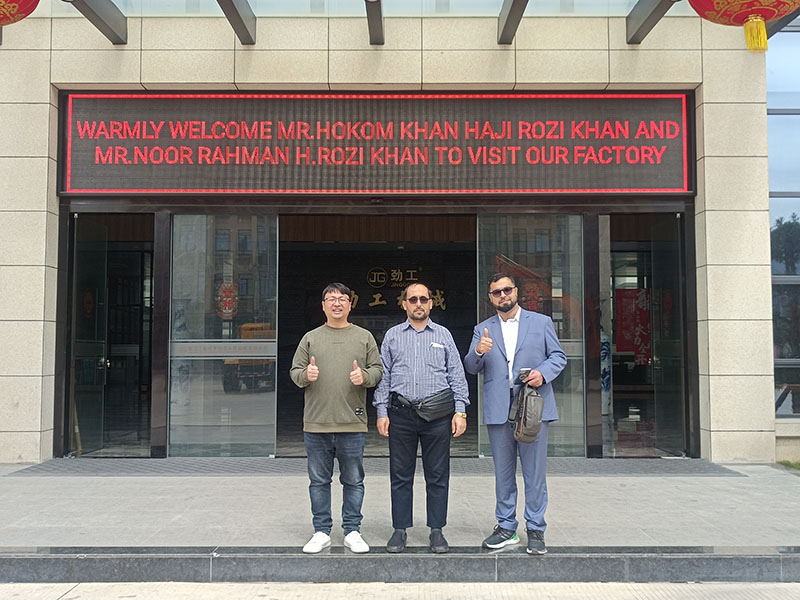 WARMLY WELCOME MR.HOKOM KHAN HAJI ROZI KHAN AND
MR.NOOR RAHMAN H.ROZI KHAN TO VISIT OUR FACTORY
JG 劲工